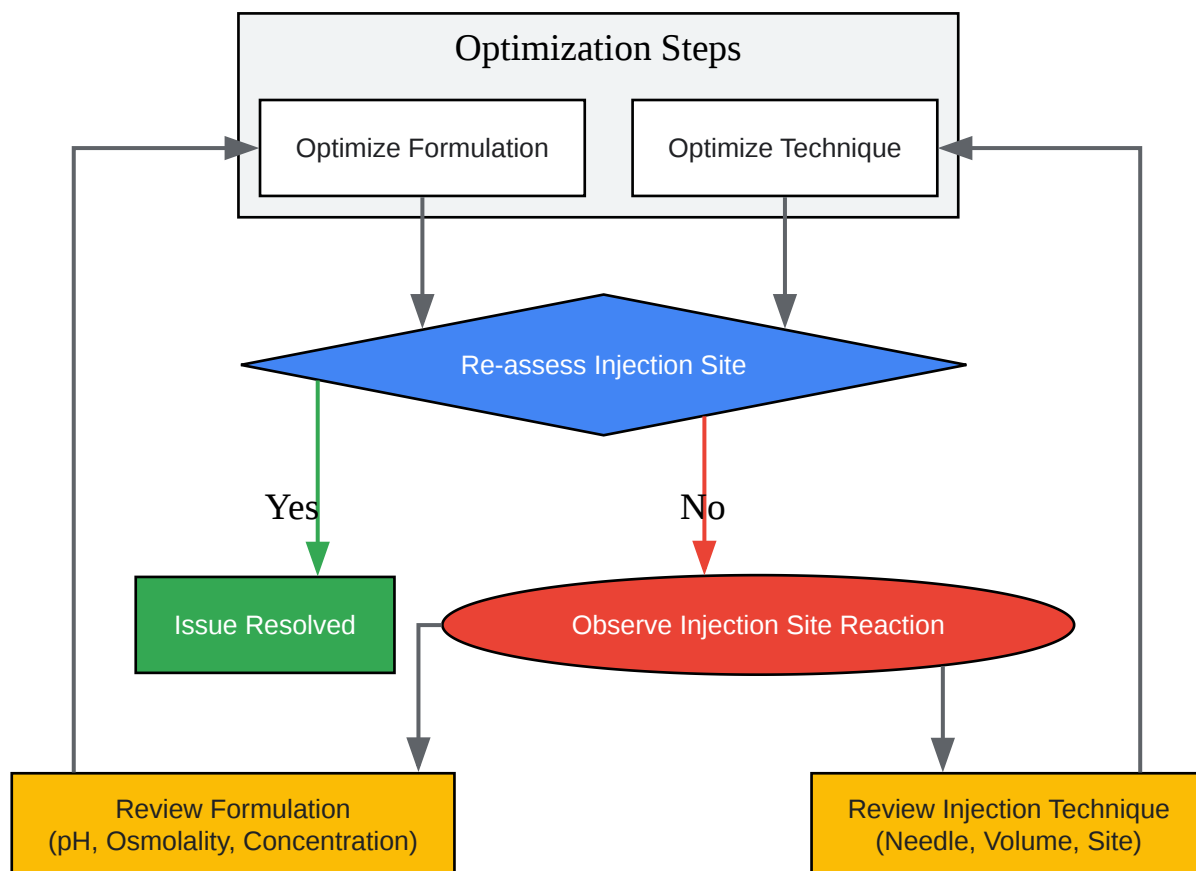 Optimization Steps
Optimize Formulation
Optimize Technique
Re-assess Injection Site
Yes
No
Issue Resolved
Observe Injection Site Reaction
Review Formulation
(pH, Osmolality, Concentration)
Review Injection Technique
(Needle, Volume, Site)